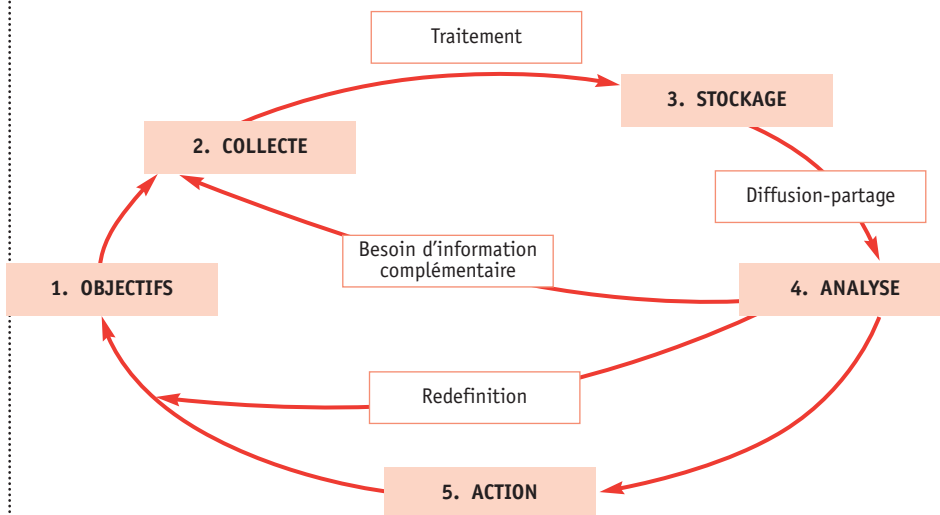 Traitement
3. STOCKAGE
2. COLLECTE
Diffusion-partage
Besoin d'information
complémentaire
1. OBJECTIFS
4. ANALYSE
Redefinition
5. ACTION